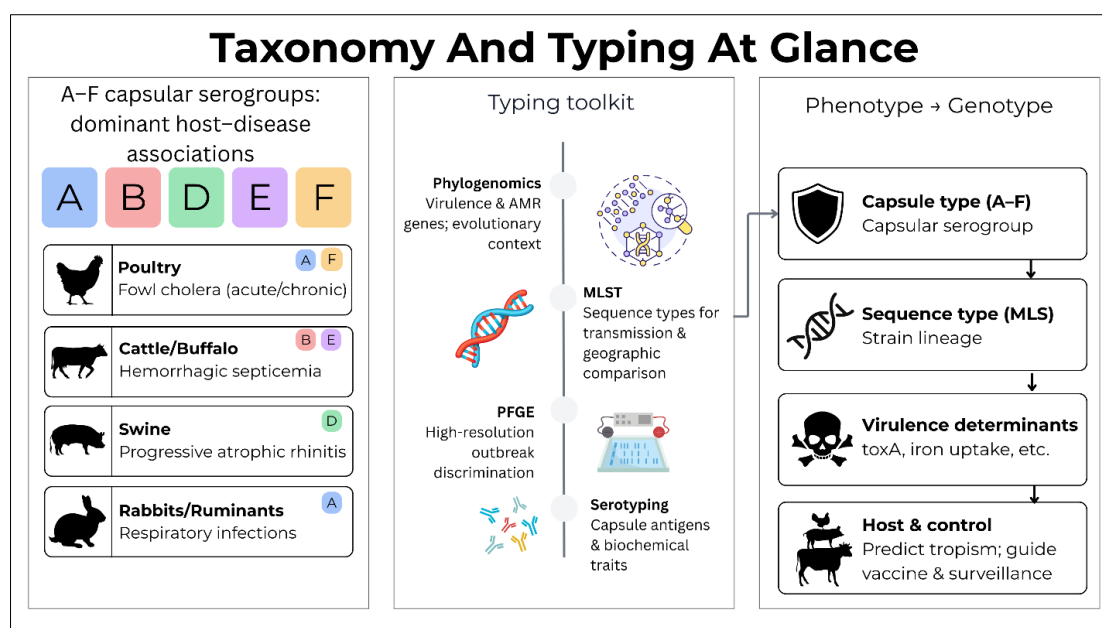 Taxonomy And Typing At Glance
A–F capsular serogroups:
dominant host–disease
associations
A B D E F
Poultry A F
Fowl cholera (acute/chronic)
Cattle/Buffalo B E
Hemorrhagic septicemia
Swine D
Progressive atrophic rhinitis
Rabbits/Ruminants A
Respiratory infections
Typing toolkit
Phylogenomics
Virulence & AMR
genes; evolutionary
context
MLST
Sequence types for
transmission &
geographic
comparison
PFGE
High-resolution
outbreak
discrimination
Serotyping
Capsule antigens
& biochemical
traits
Phenotype → Genotype
Capsule type (A–F)
Capsular serogroup
Sequence type (MLS)
Strain lineage
Virulence determinants
toxA, iron uptake, etc.
Host & control
Predict tropism; guide
vaccine & surveillance